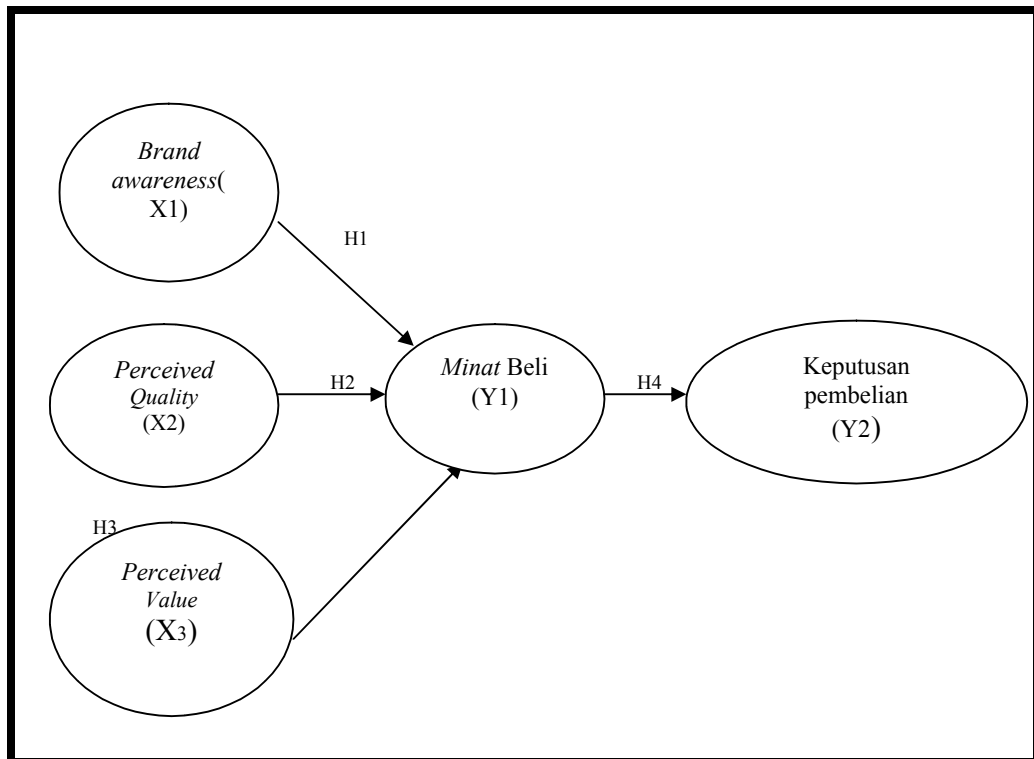 Brand
awareness(
X1)
H1
Perceived
Quality
(X2)
H2
Minat Beli
(Y1)
H4
Keputusan
pembelian
(Y2)
H3
Perceived
Value
(X3)